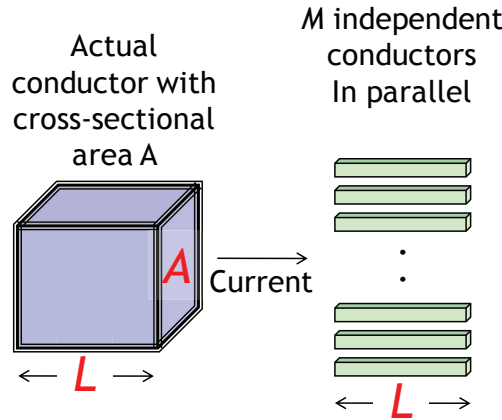 Actual
conductor with
cross-sectional
area A
A
L
Current
M independent
conductors
In parallel
L